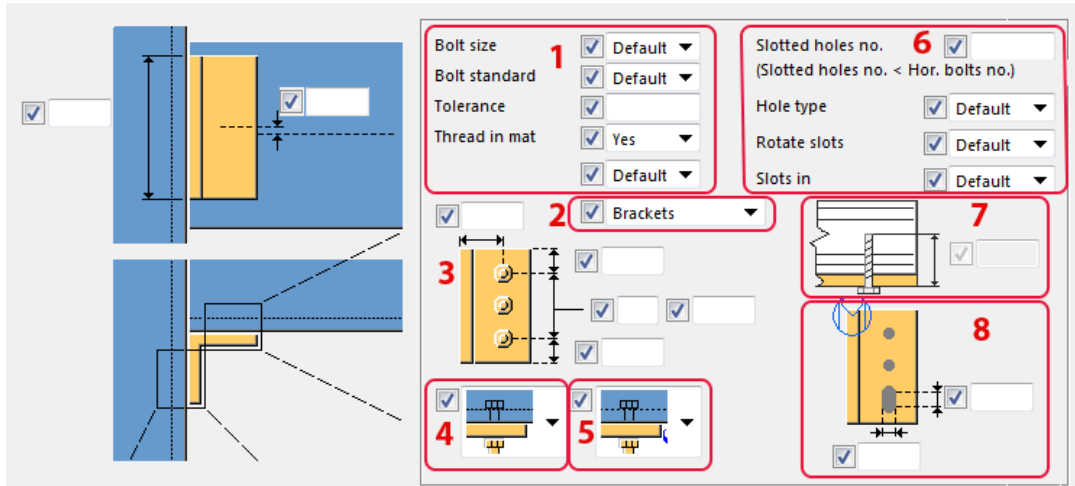 Bolt size
1
Default
Bolt standard
Default
Tolerance
Thread in mat
Yes
Default
Slotted holes no.
6
(Slotted holes no. < Hor. bolts no.)
Hole type
Default
Rotate slots
Default
Slots in
Default
2
Brackets
3
7
8
4
5